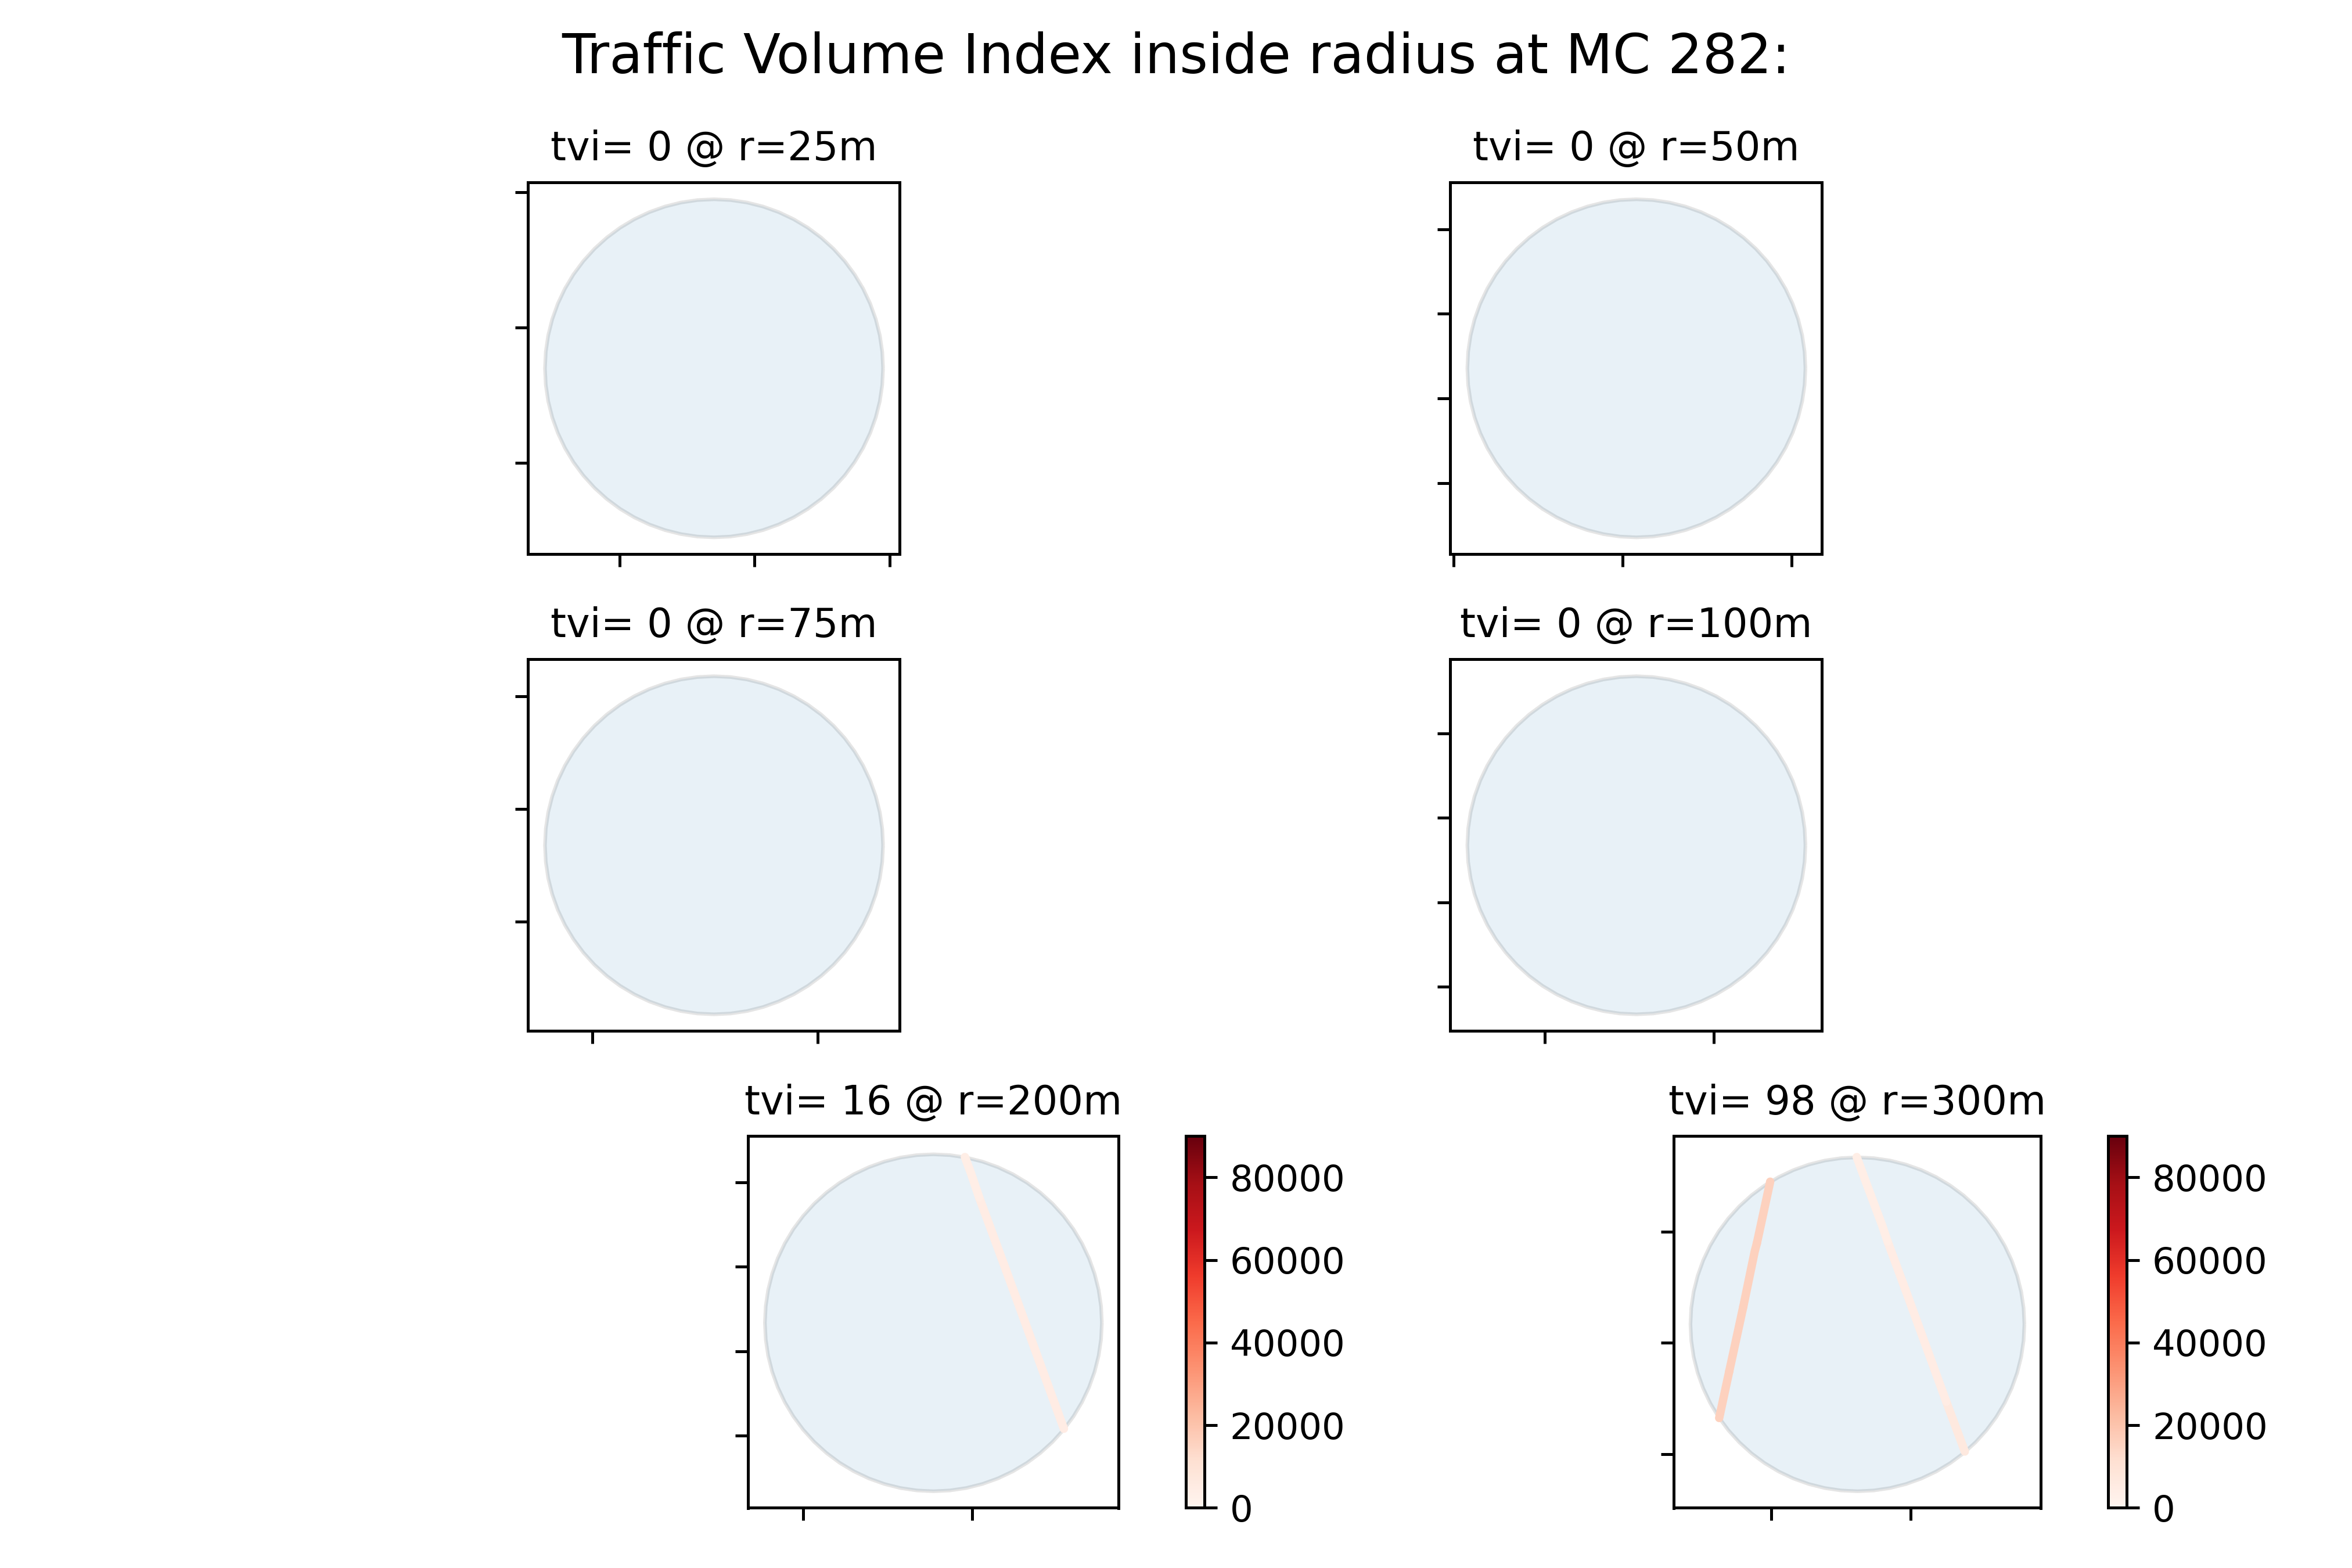 Traffic Volume Index inside radius at MC 282:
tvi= 0 @ r=25m
tvi= 0 @ r=50m
tvi= 0 @ r=75m
tvi= 0 @ r=100m
tvi= 16 @ r=200m
80000
60000
40000
20000
0
tvi= 98 @ r=300m
80000
60000
40000
20000
0